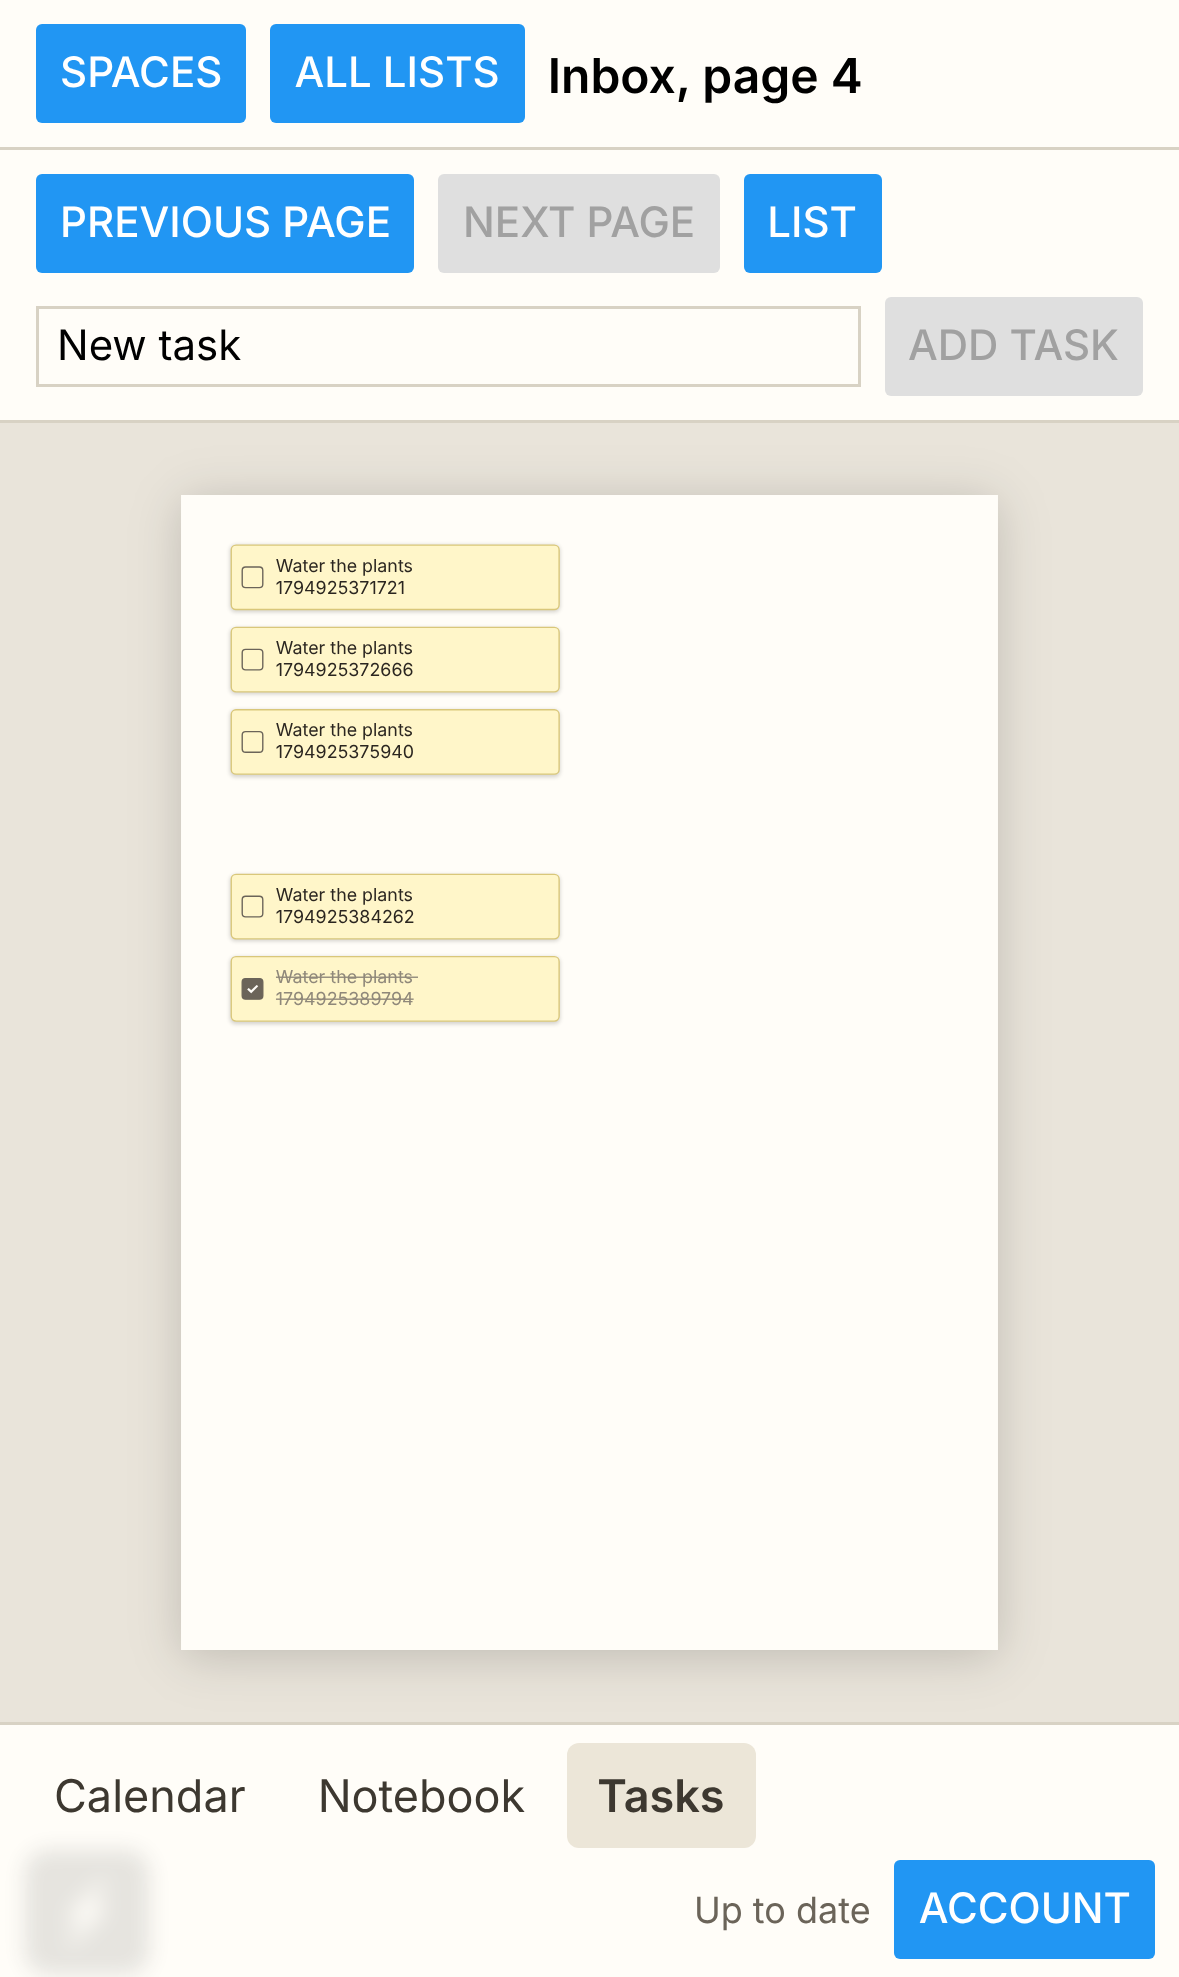 SPACES ALL LISTS Inbox, page 4
PREVIOUS PAGE NEXT PAGE LIST
New task ADD TASK
Water the plants
1794925371721
Water the plants
1794925372666
Water the plants
1794925375940
Water the plants
1794925384262
Water the plants
1794925389794
Calendar Notebook Tasks
Up to date ACCOUNT